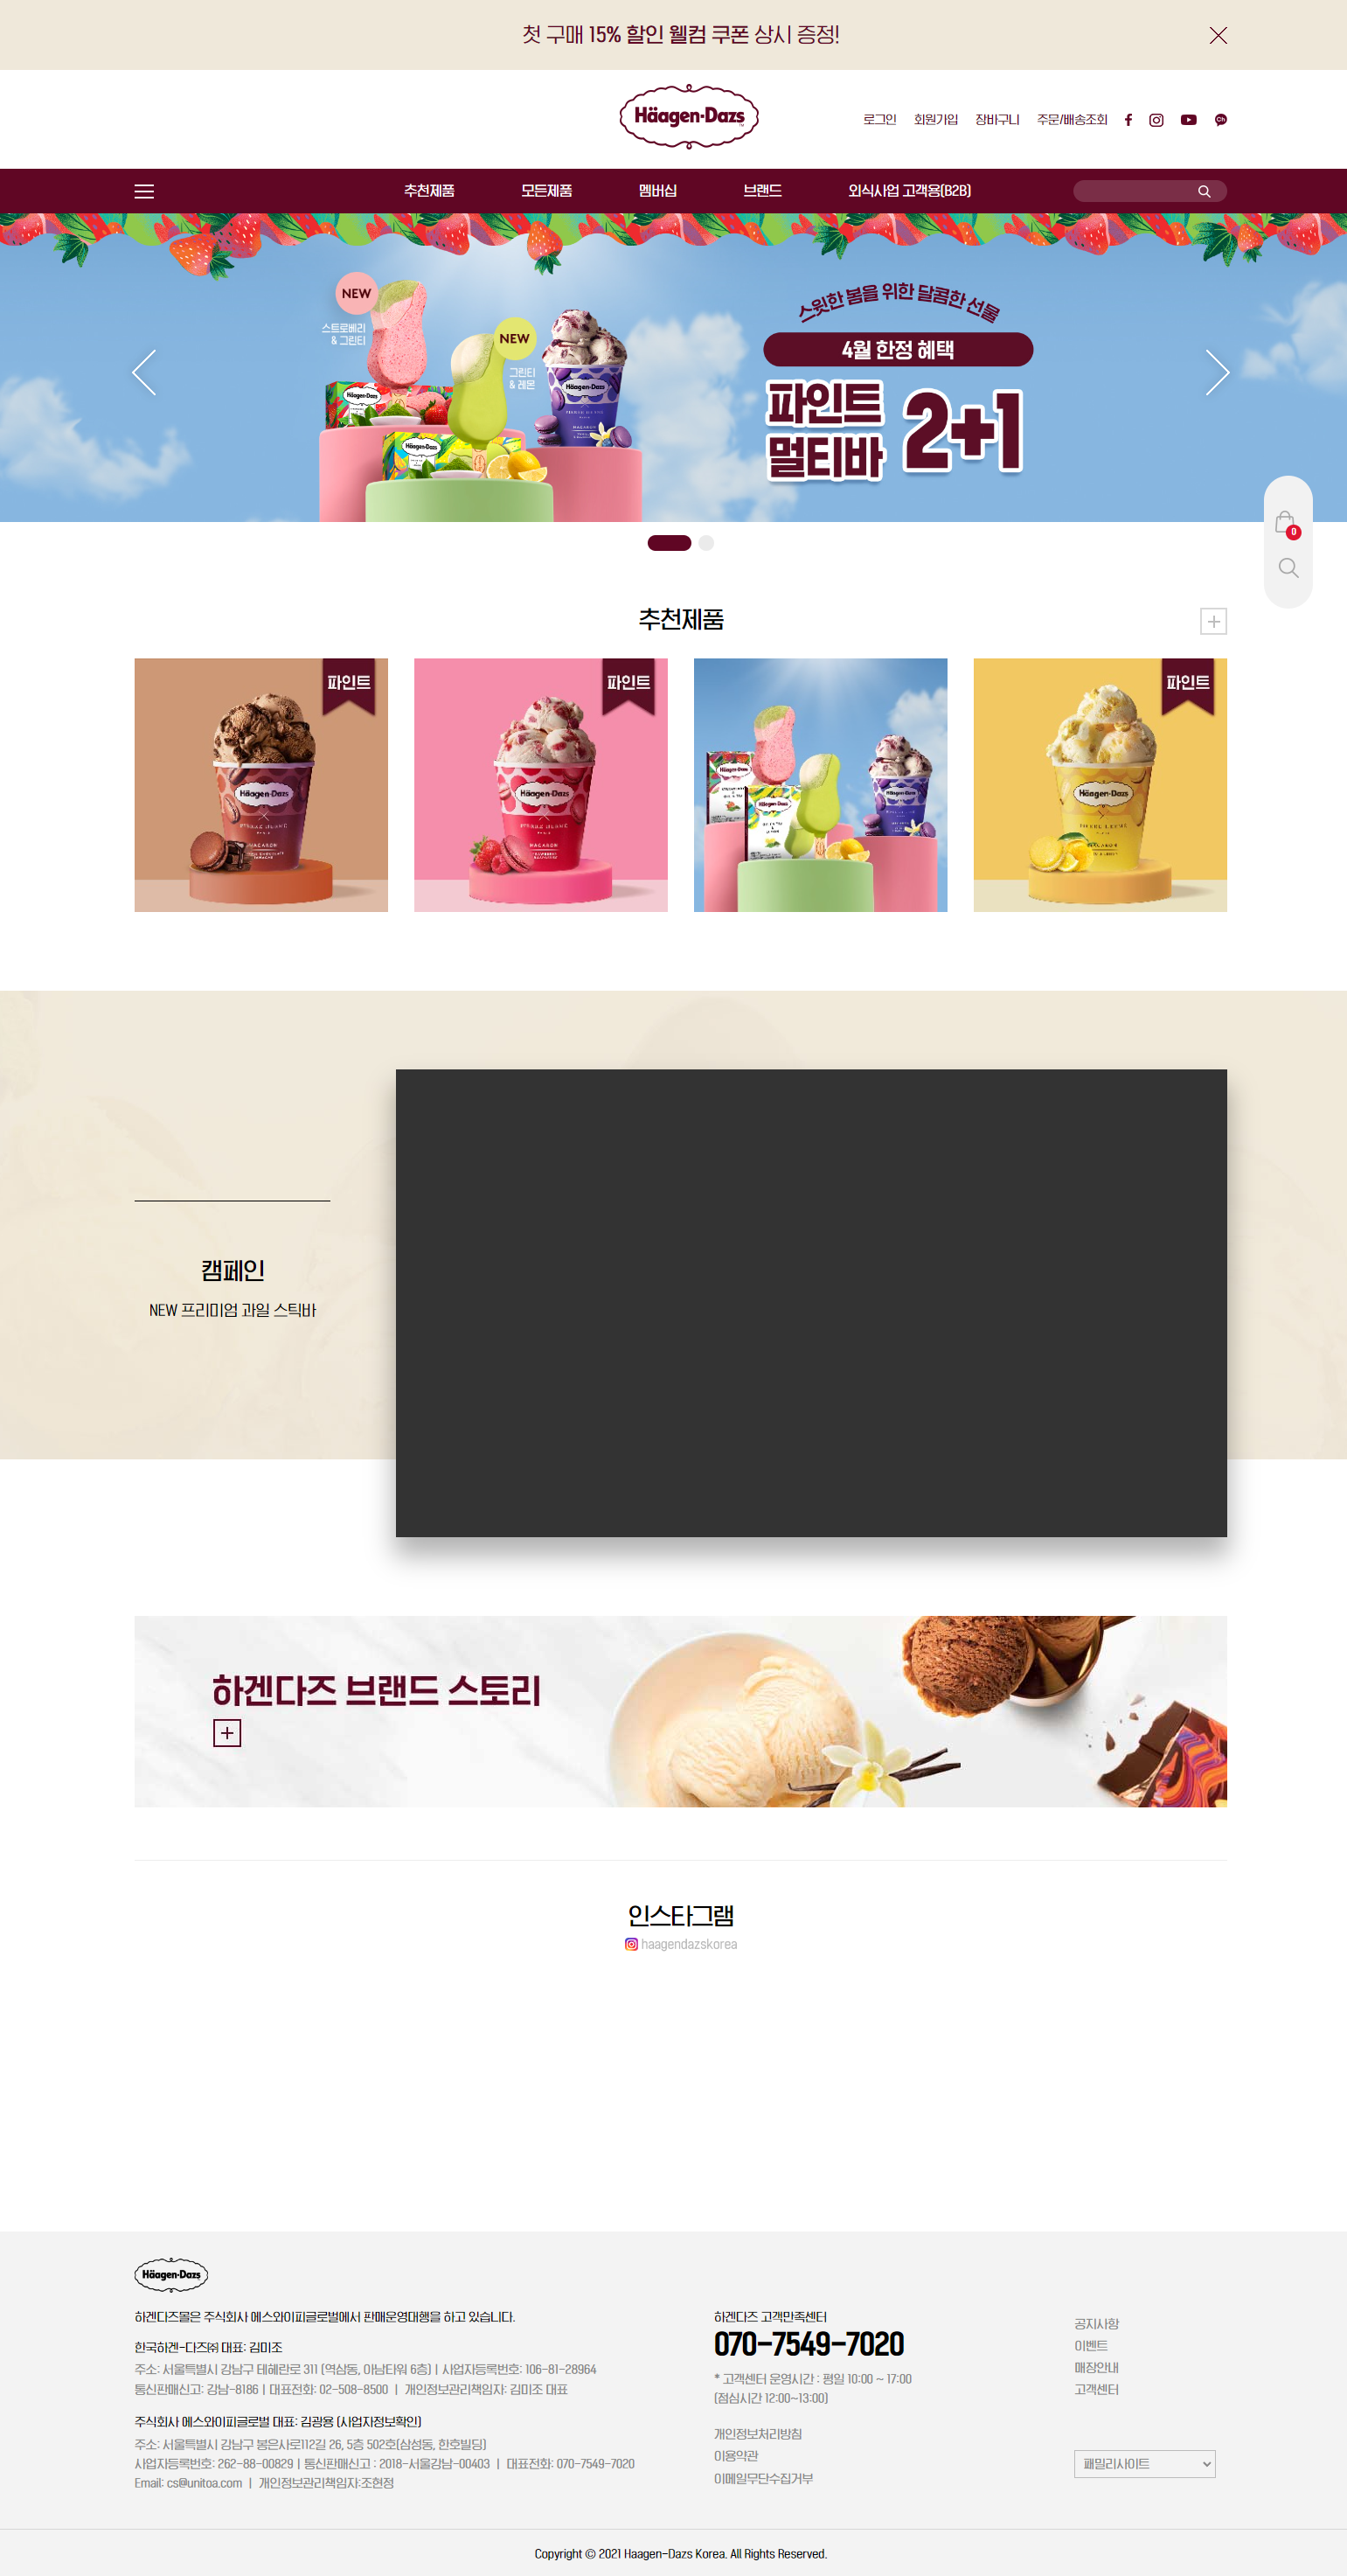 첫 구매 15% 할인 웰컴 쿠폰 상시 증정!
Häagen-Dazs
로그인 회원가입 장바구니 주문/배송조회
추천제품 모든제품 멤버십 브랜드 외식사업 고객용(B2B)
NEW
스트로베리
& 그린티
NEW
그린티
& 레몬
Häagen-Dazs
Häagen-Dazs
Häagen-Dazs
스윗한 봄을 위한 달콤한 선물
4월 한정 혜택
파인트
멀티바
2+1
0
추천제품
파인트
Häagen-Dazs
MACARON
파인트
Häagen-Dazs
MACARON
Häagen-Dazs
Häagen-Dazs
Häagen-Dazs
파인트
Häagen-Dazs
MACARON
캠페인
NEW 프리미엄 과일 스틱바
하겐다즈 브랜드 스토리
인스타그램
haagendazskorea
Häagen-Dazs
하겐다즈몰은 주식회사 에스와이피글로벌에서 판매운영대행을 하고 있습니다.
한국하겐-다즈㈜ 대표: 김미조
주소: 서울특별시 강남구 테헤란로 311 (역삼동, 아남타워 6층) | 사업자등록번호: 106-81-28964
통신판매신고: 강남-8186 | 대표전화: 02-508-8500 | 개인정보관리책임자: 김미조 대표
주식회사 에스와이피글로벌 대표: 김광용 (사업자정보확인)
주소: 서울특별시 강남구 봉은사로112길 26, 5층 502호(삼성동, 한호빌딩)
사업자등록번호: 262-88-00829 | 통신판매신고 : 2018-서울강남-00403 | 대표전화: 070-7549-7020
Email: cs@unitoa.com | 개인정보관리책임자:조현정
하겐다즈 고객만족센터
070-7549-7020
* 고객센터 운영시간 : 평일 10:00 ~ 17:00
(점심시간 12:00~13:00)
개인정보처리방침
이용약관
이메일무단수집거부
공지사항
이벤트
매장안내
고객센터
패밀리사이트
Copyright © 2021 Haagen-Dazs Korea. All Rights Reserved.